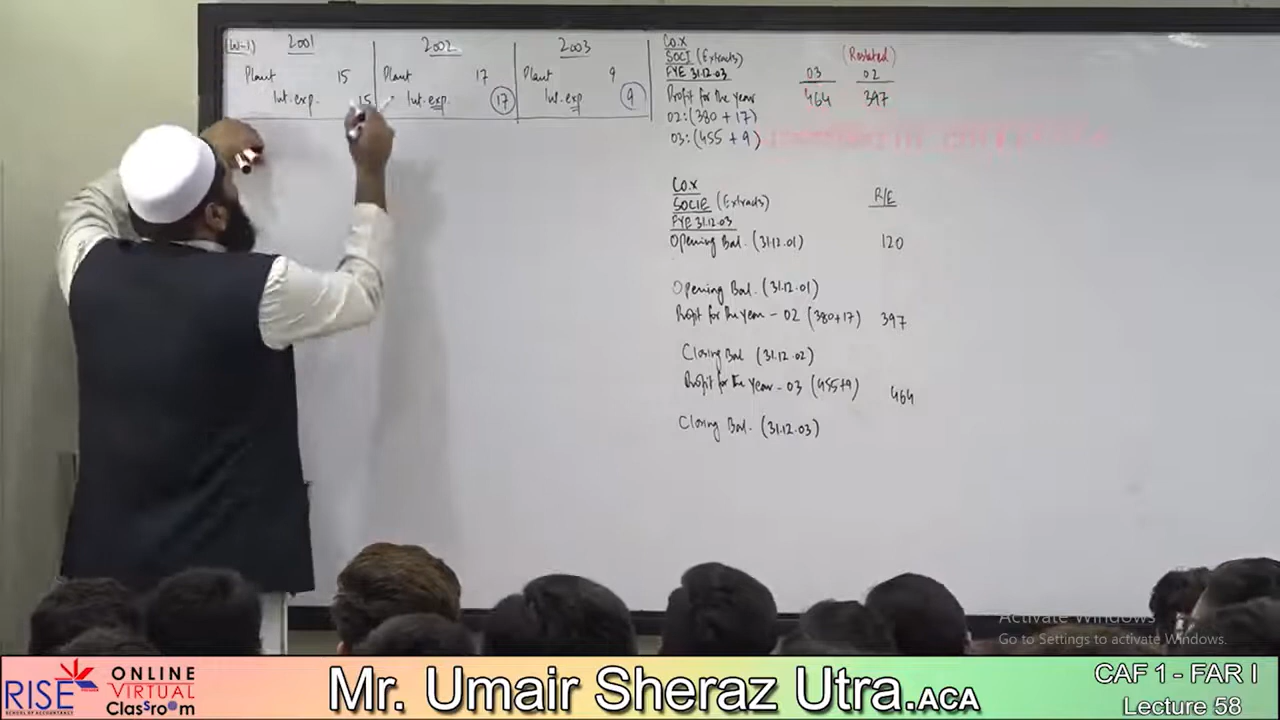 (W-1) 2001
Plant 15
Int. exp. 15
2002
Plant 17
Int. exp. 17
2003
Plant 9
Int. exp 9
Co. X
SOCI (Extracts)
FYE 31.12.03
(Restated)
03 02
Profit for the year 464 397
02: (380 + 17)
03: (455 + 9)
Co. X
SOCIE (Extracts)
FYE 31.12.03
R/E
Opening Bal. (31.12.01) 120
Opening Bal. (31.12.01)
Profit for the year - 02 (380+17) 397
Closing Bal (31.12.02)
Profit for the year - 03 (455+9) 464
Closing Bal. (31.12.03)
Activate Windows
Go to Settings to activate Windows.
RISE
SCHOOL OF ACCOUNTANCY
ONLINE
VIRTUAL
Classroom
Mr. Umair Sheraz Utra.ACA
CAF 1 - FAR I
Lecture 58